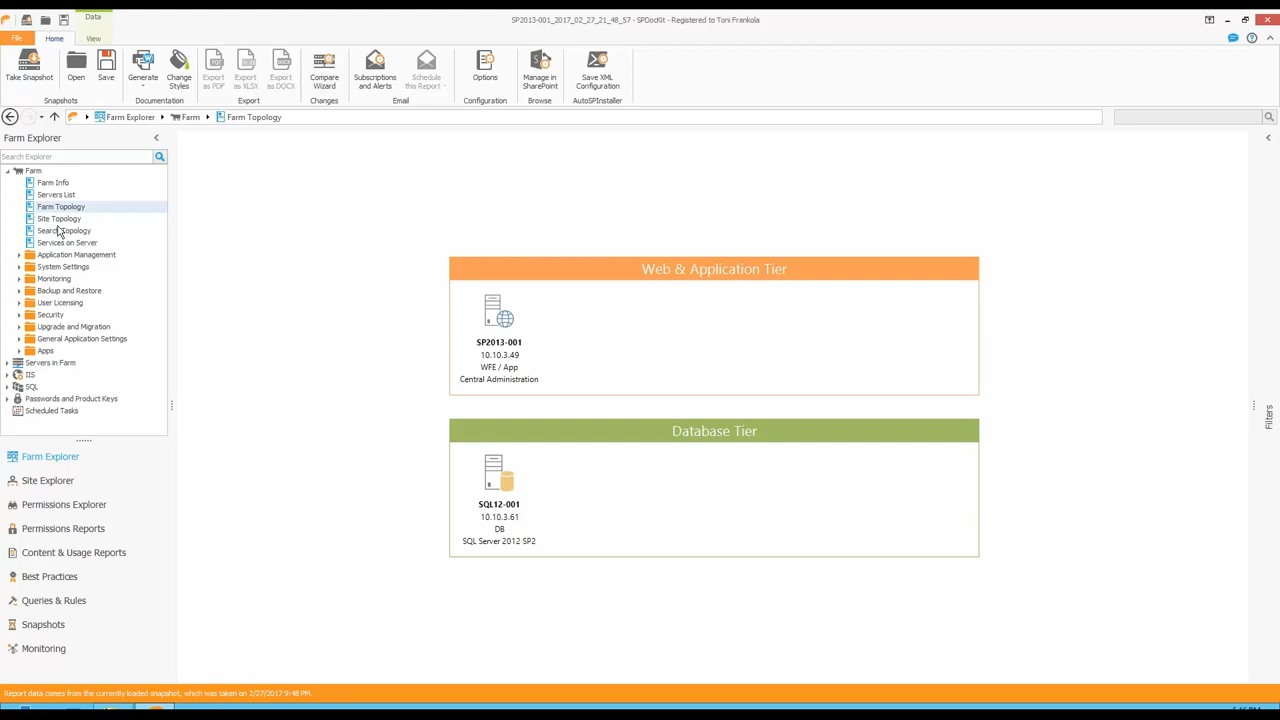 SP2013-001_2017_02_27_21_48_57 - SPDocKit - Registered to Toni Frankola
Data
File
Home
View
Take Snapshot
Open
Save
Generate
Change Styles
Export as PDF
Export as XLSX
Export as DOCX
Compare Wizard
Subscriptions and Alerts
Schedule this Report
Options
Manage in SharePoint
Save XML Configuration
Snapshots
Documentation
Export
Changes
Email
Configuration
Browse
AutoSPInstaller
Farm Explorer
Farm
Farm Topology
Farm Explorer
Search Explorer
Farm
Farm Info
Servers List
Farm Topology
Site Topology
Search Topology
Services on Server
Application Management
System Settings
Monitoring
Backup and Restore
User Licensing
Security
Upgrade and Migration
General Application Settings
Apps
Servers in Farm
IIS
SQL
Passwords and Product Keys
Scheduled Tasks
Farm Explorer
Site Explorer
Permissions Explorer
Permissions Reports
Content & Usage Reports
Best Practices
Queries & Rules
Snapshots
Monitoring
Web & Application Tier
SP2013-001
10.10.3.49
WFE / App
Central Administration
Database Tier
SQL12-001
10.10.3.61
DB
SQL Server 2012 SP2
Filters
Report data comes from the currently loaded snapshot, which was taken on 2/27/2017 9:48 PM.